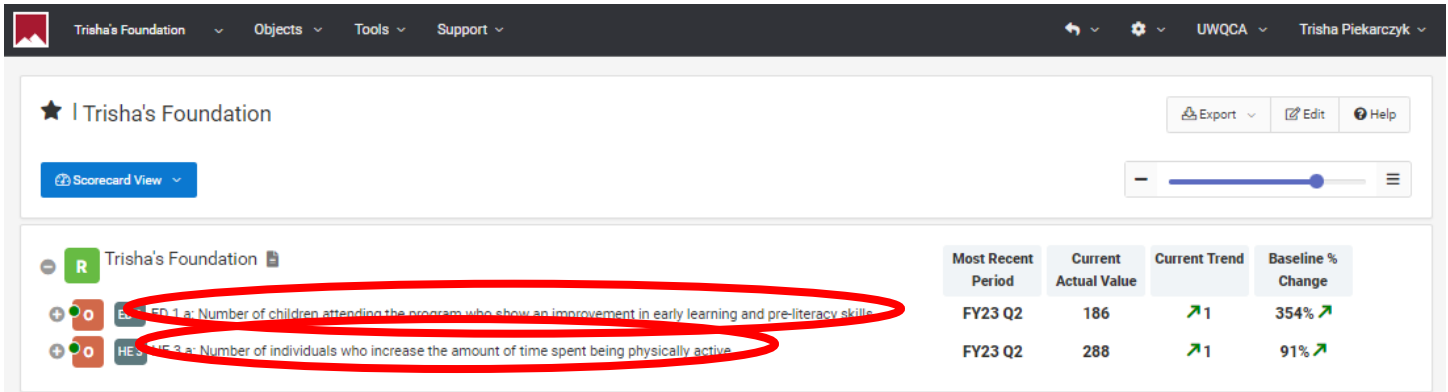 Trisha's Foundation Objects Tools Support UWQCA Trisha Piekarczyk
Trisha's Foundation Export Edit Help
Scorecard View
R Trisha's Foundation Most Recent Period Current Actual Value Current Trend Baseline % Change
O ED 1.a: Number of children attending the program who show an improvement in early learning and pre-literacy skills FY23 Q2 186 1 354%
O HE 3 HE 3.a: Number of individuals who increase the amount of time spent being physically active FY23 Q2 288 1 91%